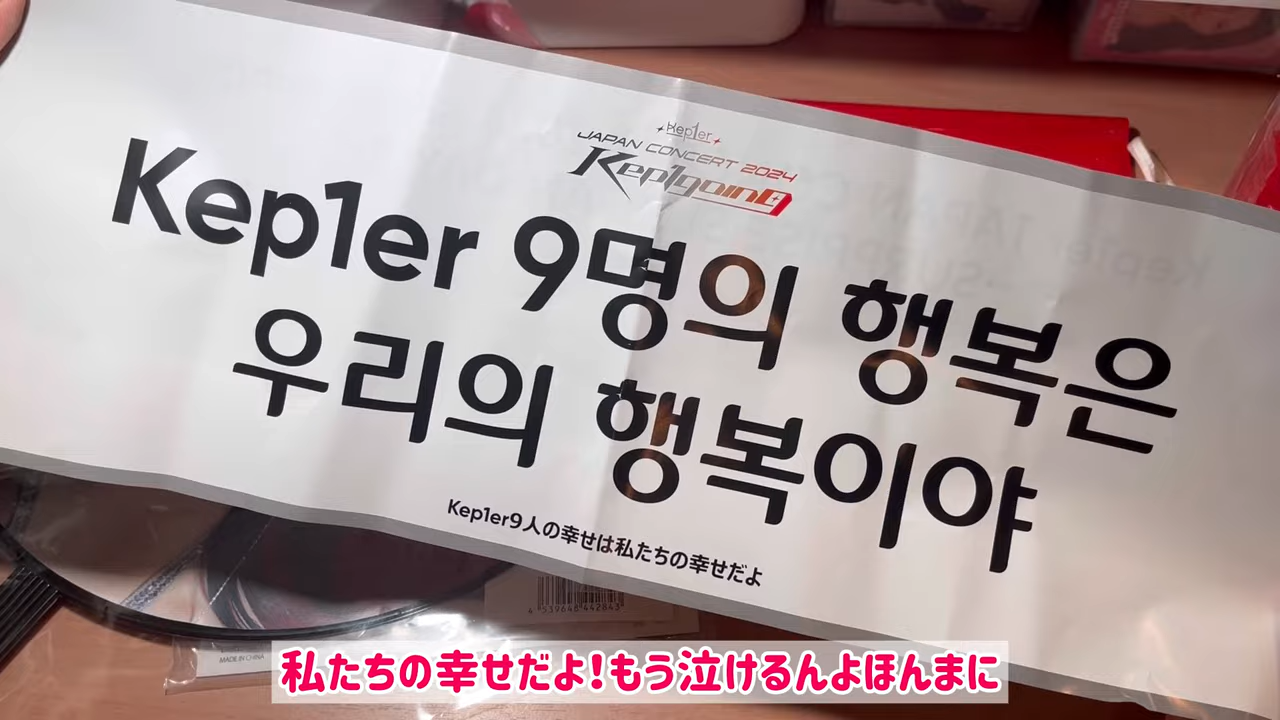 Kep1er
JAPAN CONCERT 2024
Kep1going
Kep1er 9명의 행복은
우리의 행복이야
Kep1er9人の幸せは私たちの幸せだよ
4 539648 442843
MADE IN CHINA
私たちの幸せだよ!もう泣けるんよほんまに